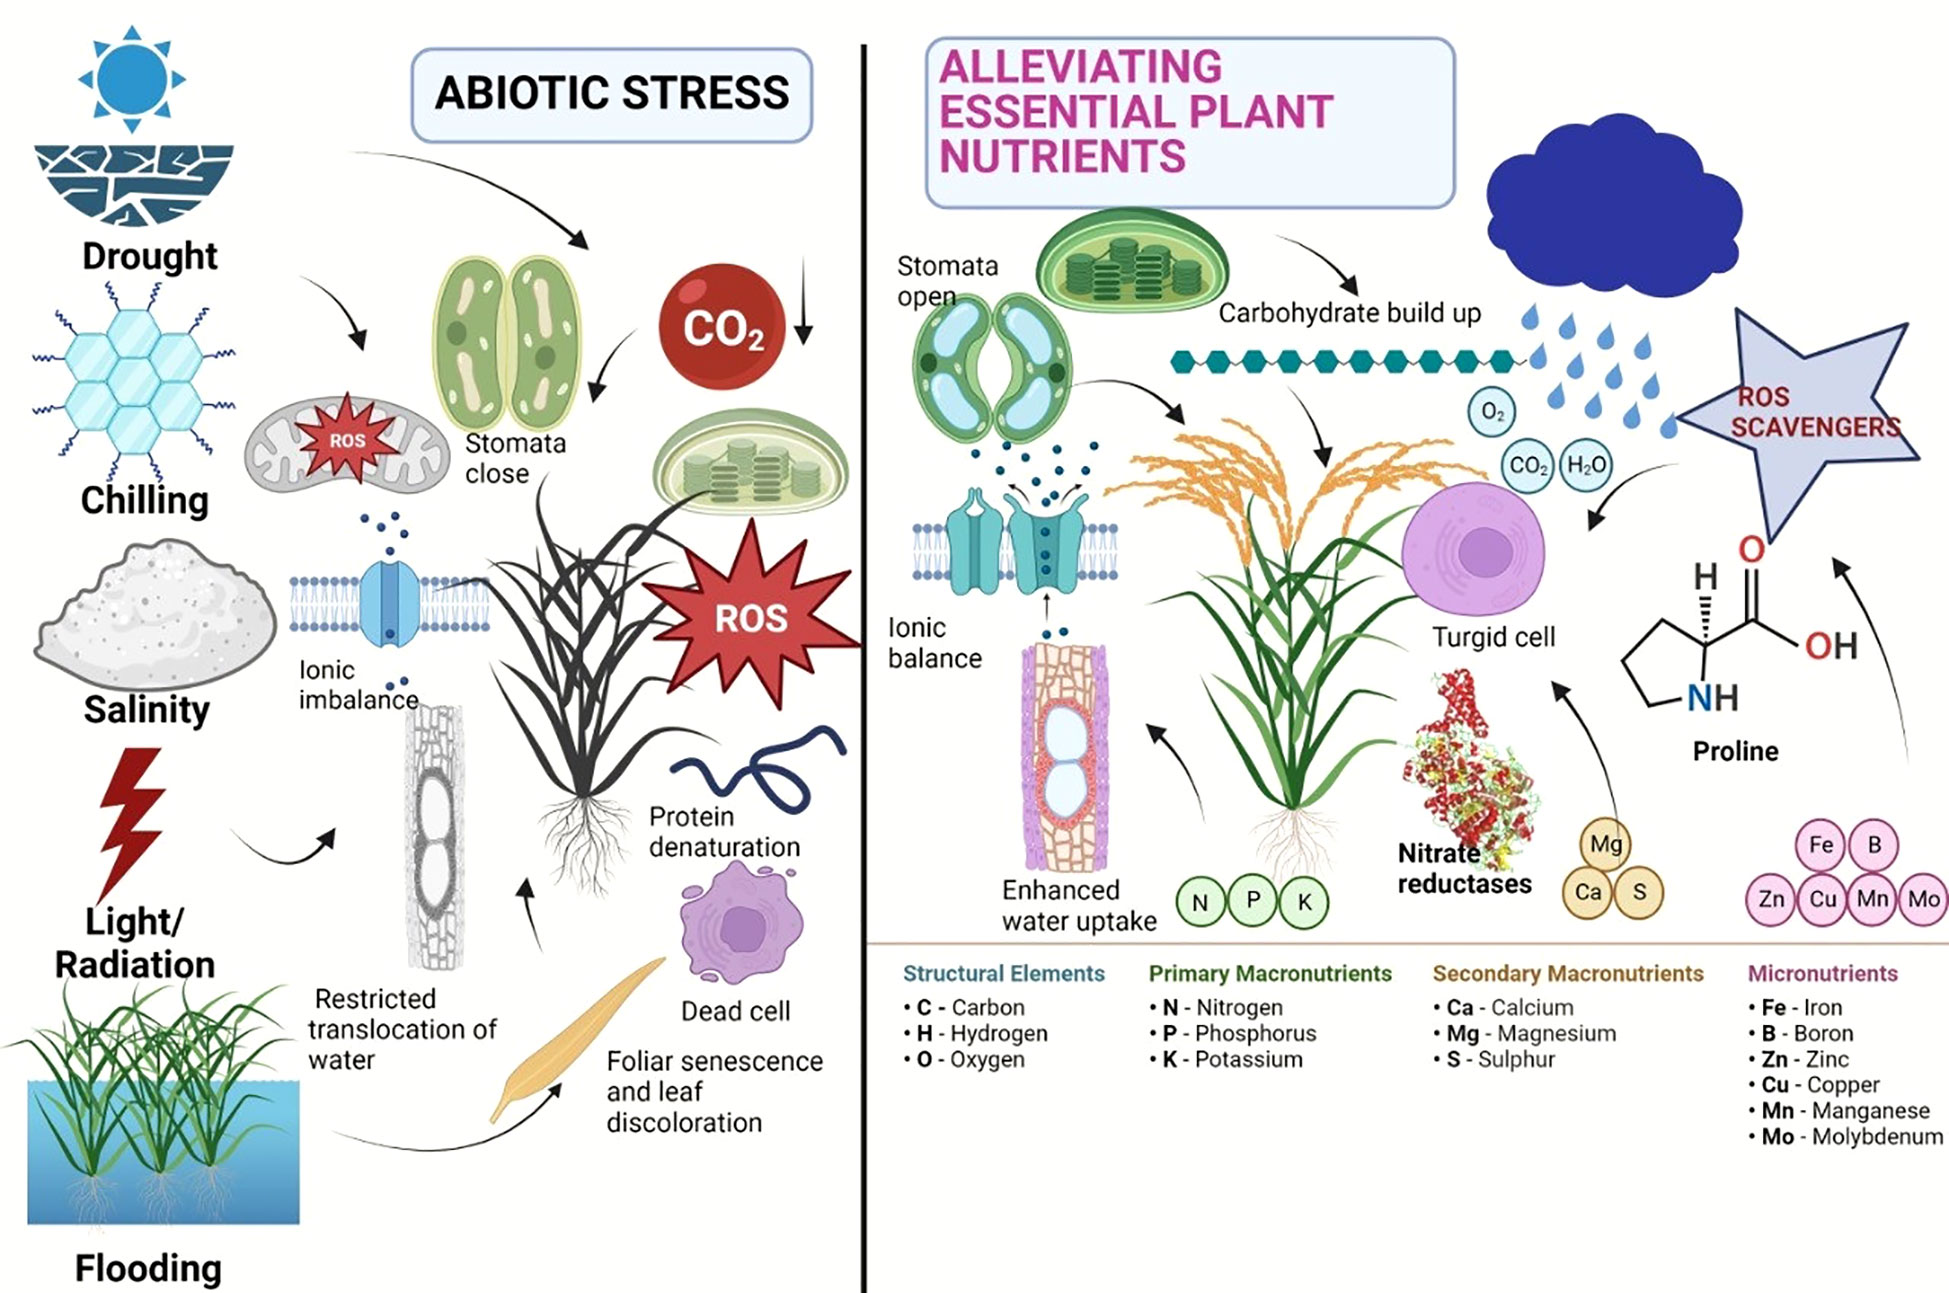 ABIOTIC STRESS
Drought
Chilling
Salinity
Light/
Radiation
Flooding
CO₂
Stomata
close
ROS
Ionic
imbalance
ROS
Protein
denaturation
Restricted
translocation of
water
Dead cell
Foliar senescence
and leaf
discoloration
ALLEVIATING
ESSENTIAL PLANT
NUTRIENTS
Stomata
open
Carbohydrate build up
ROS
SCAVENGERS
O₂
CO₂ H₂O
Ionic
balance
Turgid cell
O
H
OH
NH
Proline
Enhanced
water uptake
N P K
Nitrate
reductases
Mg
Ca S
Fe B
Zn Cu Mn Mo
Structural Elements
• C - Carbon
• H - Hydrogen
• O - Oxygen
Primary Macronutrients
• N - Nitrogen
• P - Phosphorus
• K - Potassium
Secondary Macronutrients
• Ca - Calcium
• Mg - Magnesium
• S - Sulphur
Micronutrients
• Fe - Iron
• B - Boron
• Zn - Zinc
• Cu - Copper
• Mn - Manganese
• Mo - Molybdenum